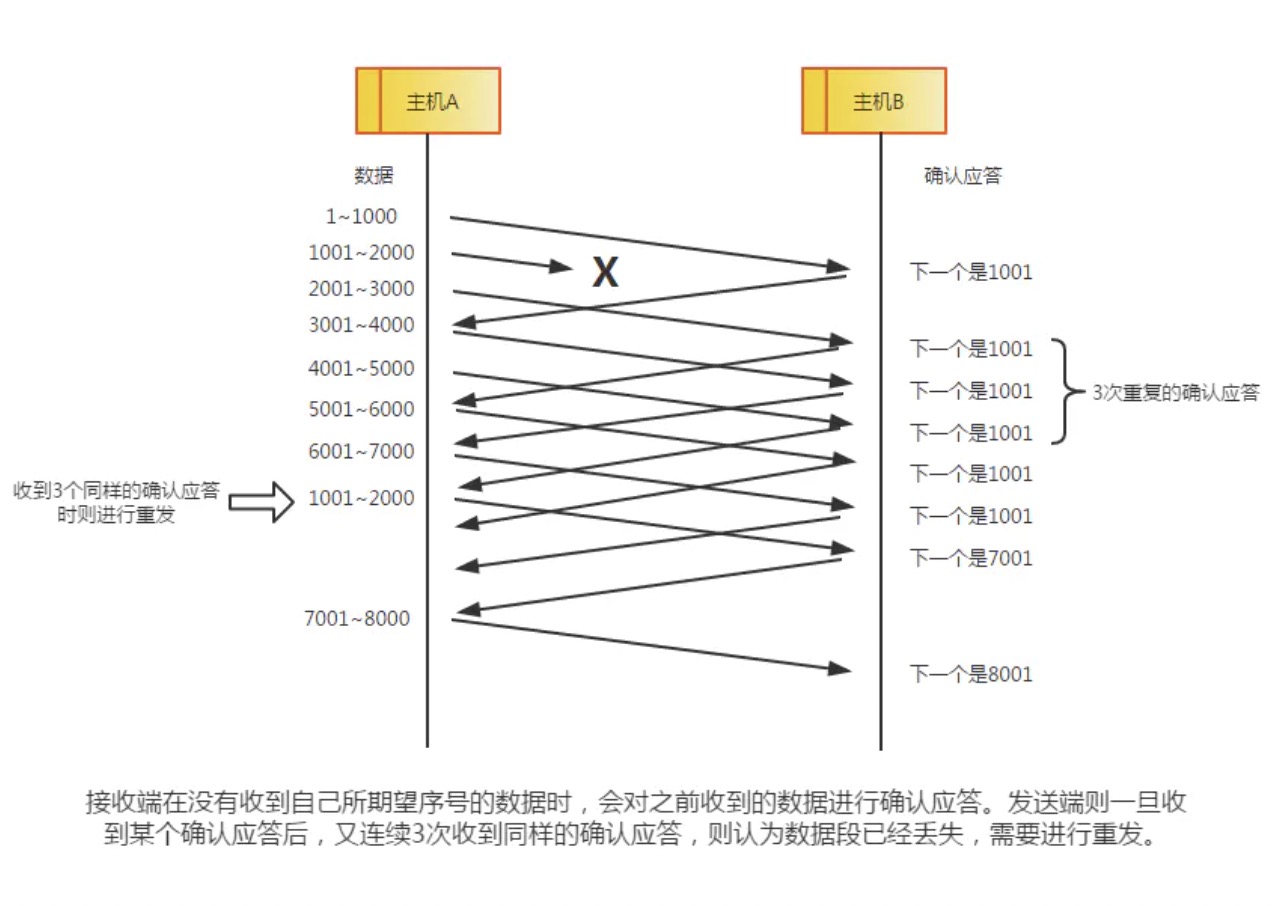 主机A
主机B
数据
确认应答
1~1000
1001~2000
X
下一个是1001
2001~3000
3001~4000
下一个是1001
4001~5000
下一个是1001
3次重复的确认应答
5001~6000
下一个是1001
6001~7000
下一个是1001
收到3个同样的确认应答
时则进行重发
1001~2000
下一个是1001
下一个是7001
7001~8000
下一个是8001
接收端在没有收到自己所期望序号的数据时，会对之前收到的数据进行确认应答。发送端则一旦收
到某个确认应答后，又连续3次收到同样的确认应答，则认为数据段已经丢失，需要进行重发。